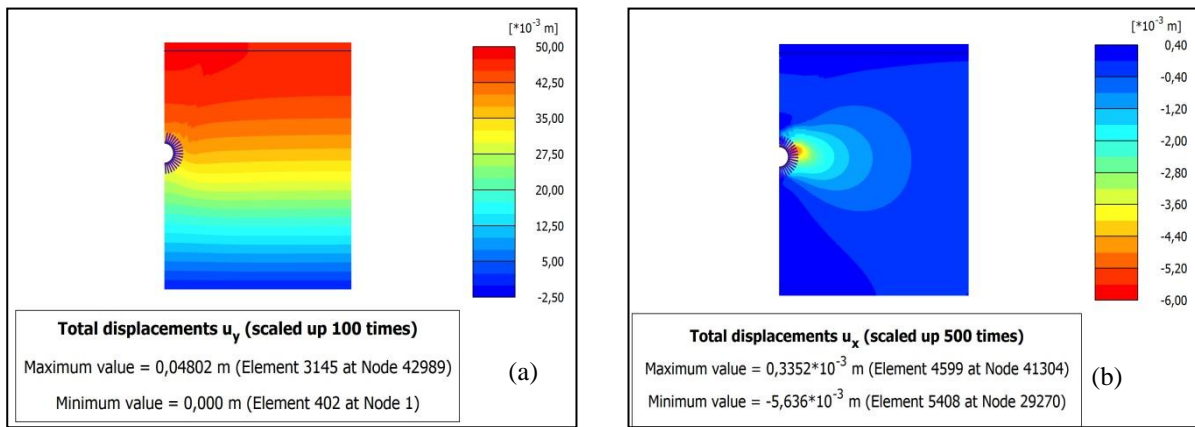 [*10⁻³ m]
50,00
42,50
35,00
27,50
20,00
12,50
5,00
-2,50
Total displacements uᵧ (scaled up 100 times)
Maximum value = 0,04802 m (Element 3145 at Node 42989)
Minimum value = 0,000 m (Element 402 at Node 1)
(a)
[*10⁻³ m]
0,40
-0,40
-1,20
-2,00
-2,80
-3,60
-4,40
-5,20
-6,00
Total displacements uₓ (scaled up 500 times)
Maximum value = 0,3352*10⁻³ m (Element 4599 at Node 41304)
Minimum value = -5,636*10⁻³ m (Element 5408 at Node 29270)
(b)